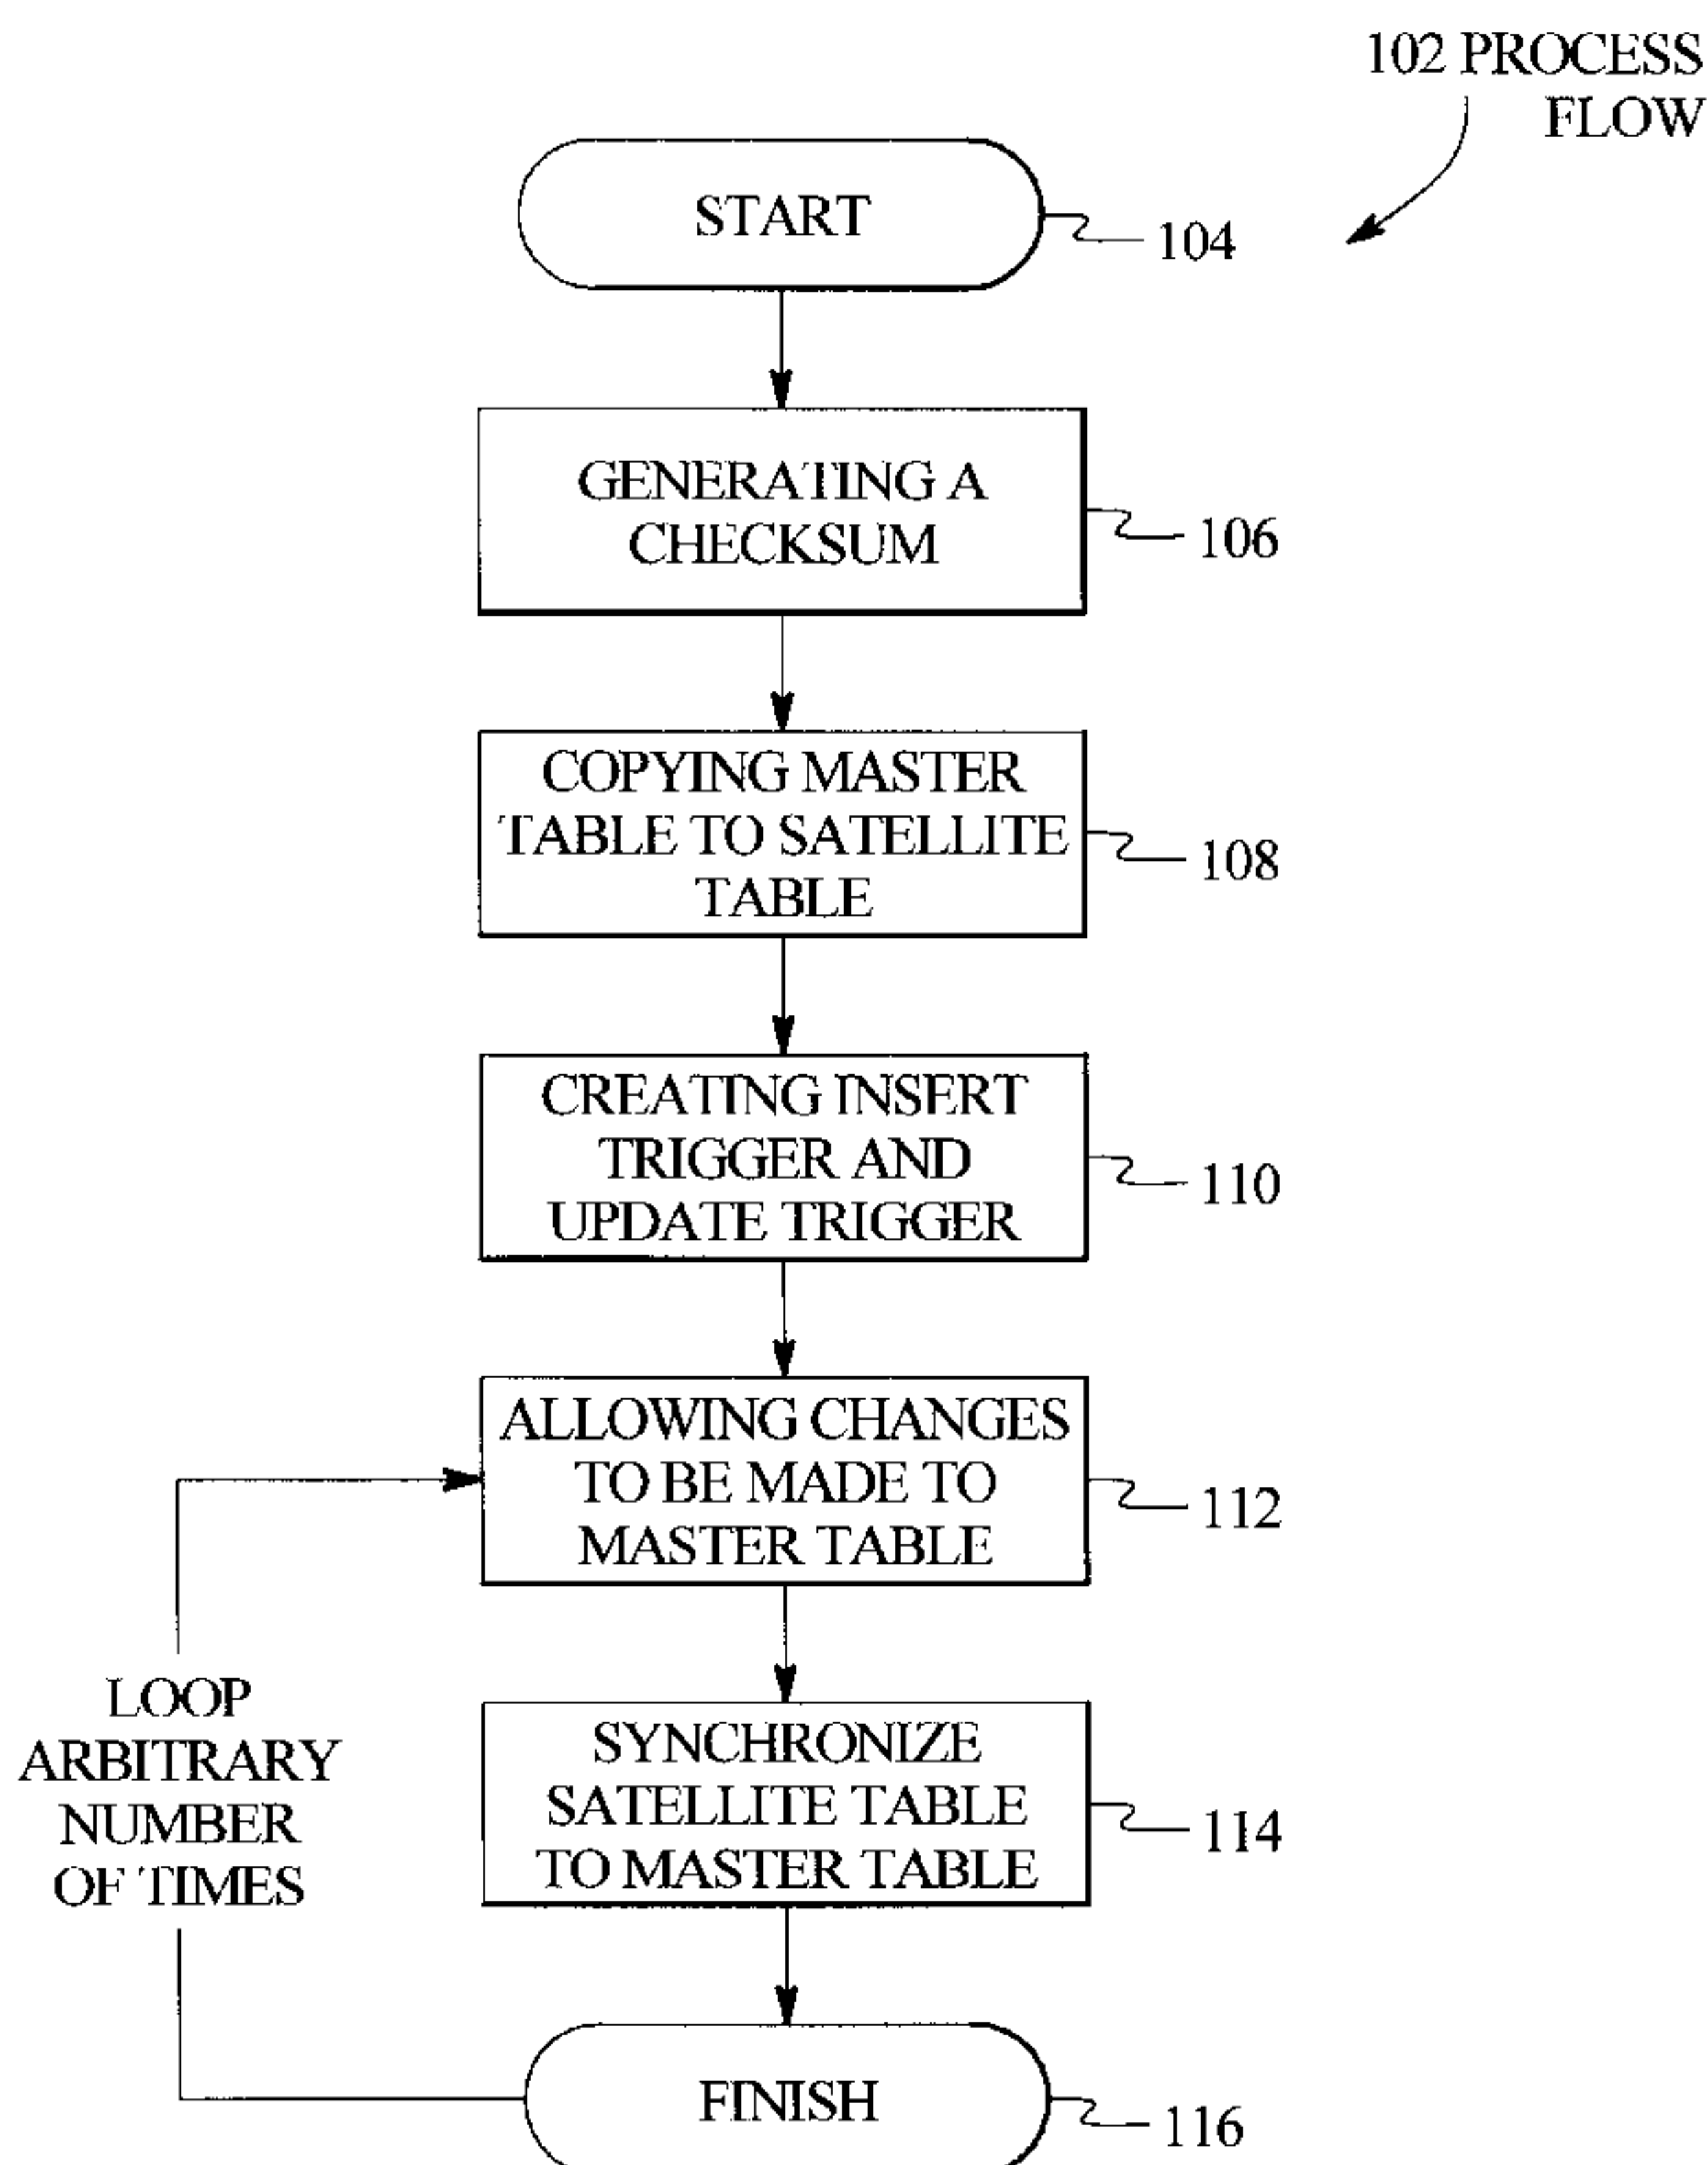 102 PROCESS
FLOW
START
104
GENERATING A
CHECKSUM
106
COPYING MASTER
TABLE TO SATELLITE
TABLE
108
CREATING INSERT
TRIGGER AND
UPDATE TRIGGER
110
ALLOWING CHANGES
TO BE MADE TO
MASTER TABLE
112
LOOP
ARBITRARY
NUMBER
OF TIMES
SYNCHRONIZE
SATELLITE TABLE
TO MASTER TABLE
114
FINISH
116